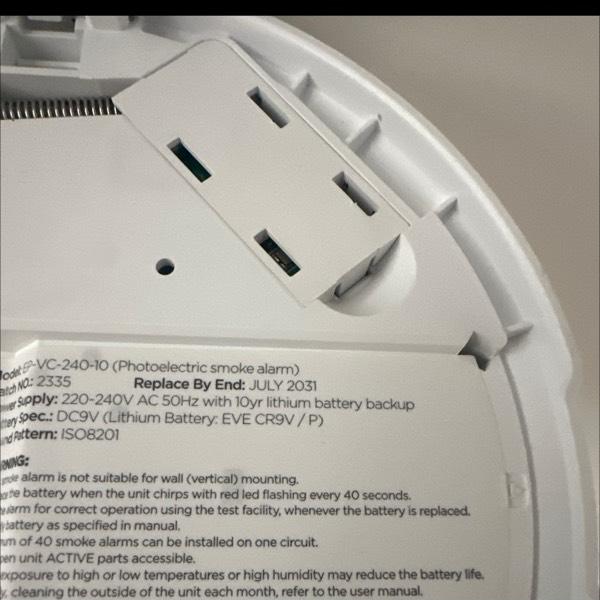 EP-VC-240-10 (Photoelectric smoke alarm)
NO.: 2335 Replace By End: JULY 2031
Supply: 220-240V AC 50Hz with 10yr lithium battery backup
Spec.: DC9V (Lithium Battery: EVE CR9V / P)
Pattern: ISO8201
alarm is not suitable for wall (vertical) mounting.
battery when the unit chirps with red led flashing every 40 seconds.
for correct operation using the test facility, whenever the battery is replaced.
battery as specified in manual.
of 40 smoke alarms can be installed on one circuit.
unit ACTIVE parts accessible.
exposure to high or low temperatures or high humidity may reduce the battery life.
cleaning the outside of the unit each month, refer to the user manual.